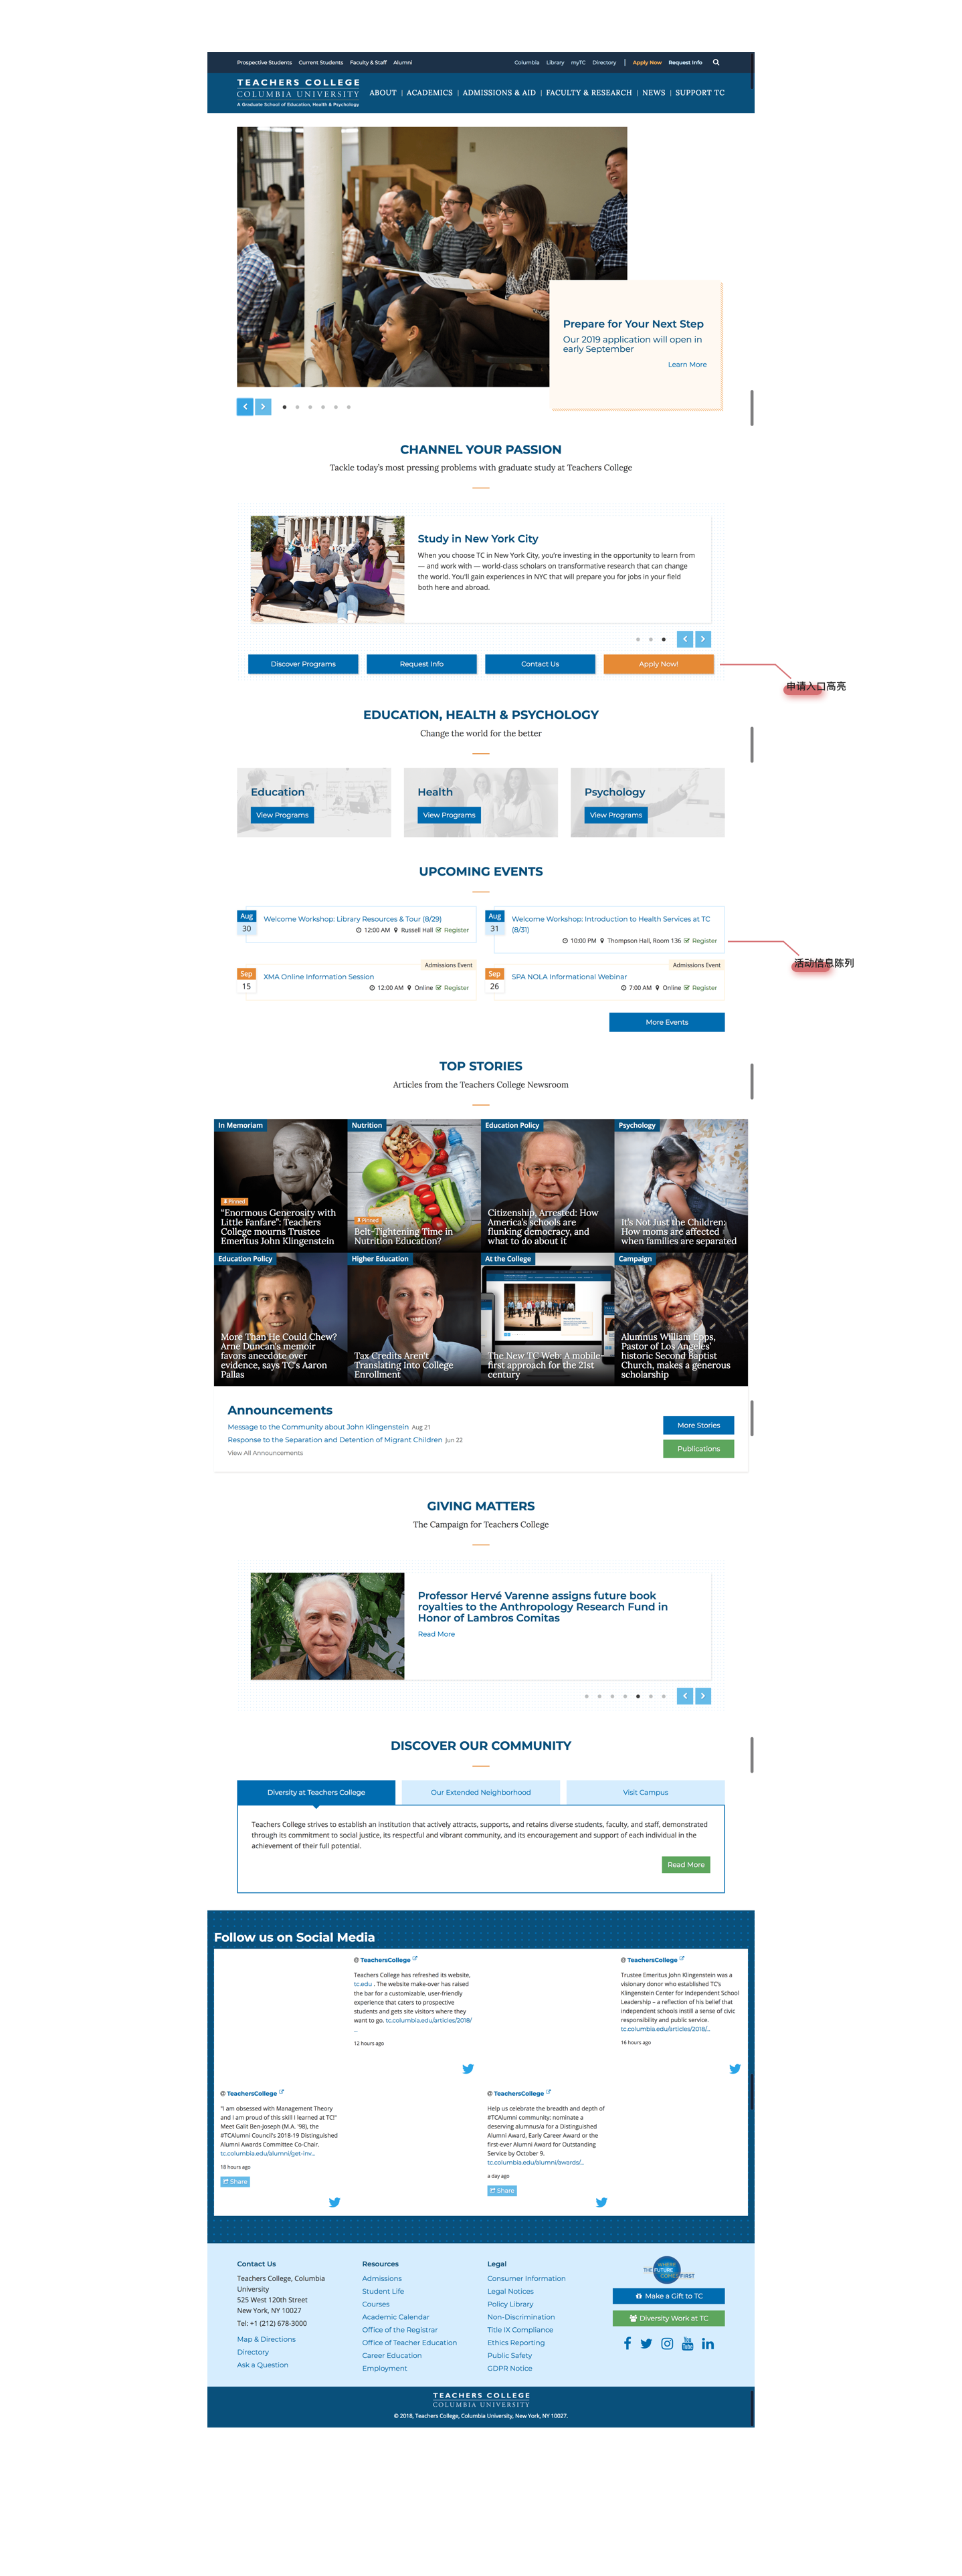 Prospective Students Current Students Faculty & Staff Alumni
Columbia Library myTC Directory | Apply Now Request Info
TEACHERS COLLEGE
COLUMBIA UNIVERSITY
A Graduate School of Education, Health & Psychology
ABOUT | ACADEMICS | ADMISSIONS & AID | FACULTY & RESEARCH | NEWS | SUPPORT TC
Prepare for Your Next Step
Our 2019 application will open in
early September
Learn More
CHANNEL YOUR PASSION
Tackle today's most pressing problems with graduate study at Teachers College
Study in New York City
When you choose TC in New York City, you're investing in the opportunity to learn from
— and work with — world-class scholars on transformative research that can change
the world. You'll gain experiences in NYC that will prepare you for jobs in your field
both here and abroad.
Discover Programs
Request Info
Contact Us
Apply Now!
申请入口高亮
EDUCATION, HEALTH & PSYCHOLOGY
Change the world for the better
Education
View Programs
Health
View Programs
Psychology
View Programs
UPCOMING EVENTS
Aug
30
Welcome Workshop: Library Resources & Tour (8/29)
12:00 AM Russell Hall Register
Aug
31
Welcome Workshop: Introduction to Health Services at TC
(8/31)
10:00 PM Thompson Hall, Room 136 Register
活动信息陈列
Admissions Event
Sep
15
XMA Online Information Session
12:00 AM Online Register
Admissions Event
Sep
26
SPA NOLA Informational Webinar
7:00 AM Online Register
More Events
TOP STORIES
Articles from the Teachers College Newsroom
In Memoriam
Pinned
"Enormous Generosity with
Little Fanfare": Teachers
College mourns Trustee
Emeritus John Klingenstein
Nutrition
Pinned
Belt-Tightening Time in
Nutrition Education?
Education Policy
Citizenship, Arrested: How
America's schools are
flunking democracy, and
what to do about it
Psychology
It's Not Just the Children:
How moms are affected
when families are separated
Education Policy
More Than He Could Chew?
Arne Duncan's memoir
favors anecdote over
evidence, says TC's Aaron
Pallas
Higher Education
Tax Credits Aren't
Translating Into College
Enrollment
At the College
The New TC Web: A mobile-
first approach for the 21st
century
Campaign
Alumnus William Epps,
Pastor of Los Angeles'
historic Second Baptist
Church, makes a generous
scholarship
Announcements
Message to the Community about John Klingenstein Aug 21
Response to the Separation and Detention of Migrant Children Jun 22
View All Announcements
More Stories
Publications
GIVING MATTERS
The Campaign for Teachers College
Professor Hervé Varenne assigns future book
royalties to the Anthropology Research Fund in
Honor of Lambros Comitas
Read More
DISCOVER OUR COMMUNITY
Diversity at Teachers College
Our Extended Neighborhood
Visit Campus
Teachers College strives to establish an institution that actively attracts, supports, and retains diverse students, faculty, and staff, demonstrated
through its commitment to social justice, its respectful and vibrant community, and its encouragement and support of each individual in the
achievement of their full potential.
Read More
Follow us on Social Media
@ TeachersCollege
Teachers College has refreshed its website,
tc.edu . The website make-over has raised
the bar for a customizable, user-friendly
experience that caters to prospective
students and gets site visitors where they
want to go. tc.columbia.edu/articles/2018/
...
12 hours ago
@ TeachersCollege
Trustee Emeritus John Klingenstein was a
visionary donor who established TC's
Klingenstein Center for Independent School
Leadership – a reflection of his belief that
independent schools instill a sense of civic
responsibility and public service.
tc.columbia.edu/articles/2018/...
16 hours ago
@ TeachersCollege
"I am obsessed with Management Theory
and I am proud of this skill I learned at TC!"
Meet Galit Ben-Joseph (M.A. '98), the
#TCAlumni Council's 2018-19 Distinguished
Alumni Awards Committee Co-Chair.
tc.columbia.edu/alumni/get-inv...
18 hours ago
Share
@ TeachersCollege
Help us celebrate the breadth and depth of
#TCAlumni community: nominate a
deserving alumnus/a for a Distinguished
Alumni Award, Early Career Award or the
first-ever Alumni Award for Outstanding
Service by October 9.
tc.columbia.edu/alumni/awards/...
a day ago
Share
Contact Us
Teachers College, Columbia
University
525 West 120th Street
New York, NY 10027
Tel: +1 (212) 678-3000
Map & Directions
Directory
Ask a Question
Resources
Admissions
Student Life
Courses
Academic Calendar
Office of the Registrar
Office of Teacher Education
Career Education
Employment
Legal
Consumer Information
Legal Notices
Policy Library
Non-Discrimination
Title IX Compliance
Ethics Reporting
Public Safety
GDPR Notice
WHERE
THE FUTURE
COMES FIRST
Make a Gift to TC
Diversity Work at TC
You
Tube
TEACHERS COLLEGE
COLUMBIA UNIVERSITY
© 2018, Teachers College, Columbia University, New York, NY 10027.